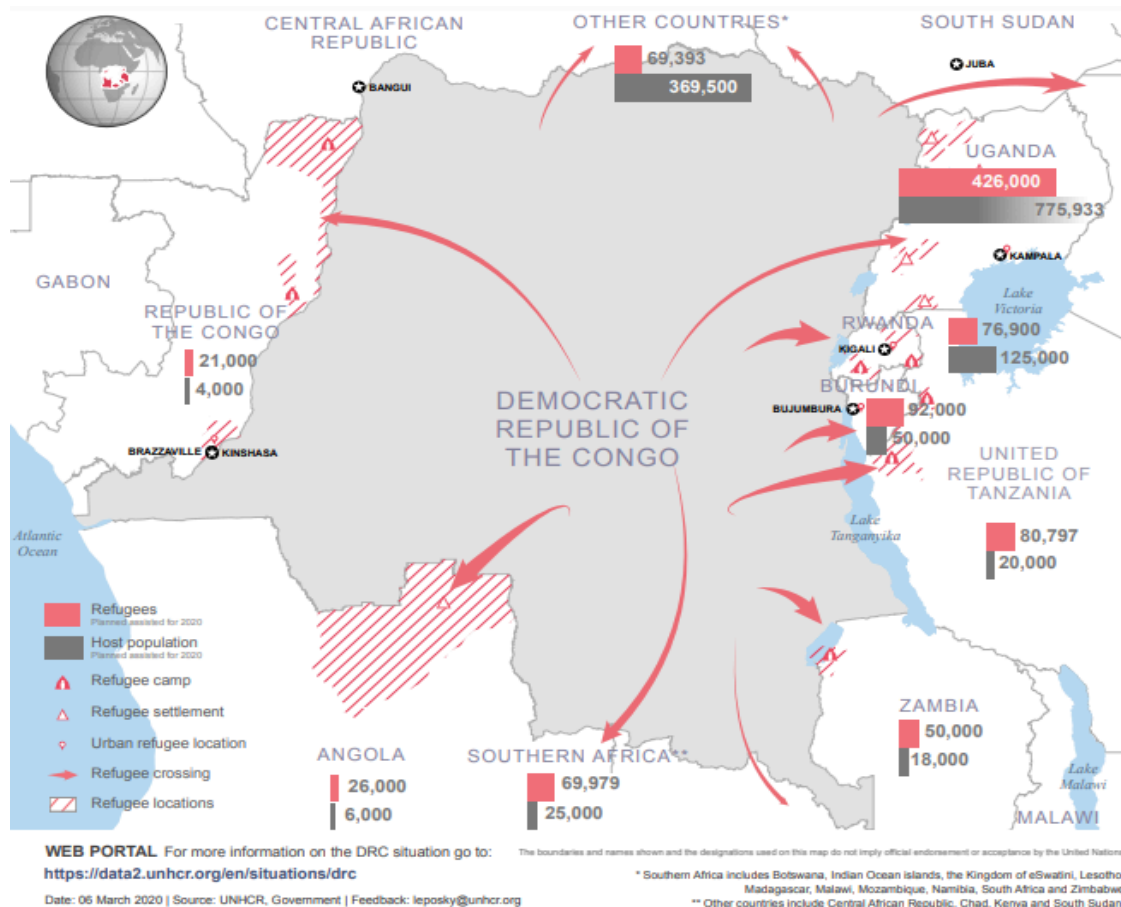 CENTRAL AFRICAN
REPUBLIC
OTHER COUNTRIES*
SOUTH SUDAN
69,393
369,500
JUBA
BANGUI
UGANDA
426,000
775,933
KAMPALA
GABON
Lake
Victoria
REPUBLIC OF
THE CONGO
21,000
4,000
RWANDA
76,900
125,000
KIGALI
BURUNDI
BUJUMBURA
92,000
50,000
DEMOCRATIC
REPUBLIC OF
THE CONGO
BRAZZAVILLE
KINSHASA
UNITED
REPUBLIC OF
TANZANIA
80,797
20,000
Lake
Tanganyika
Atlantic
Ocean
Refugees
Planned assisted for 2020
Host population
Planned assisted for 2020
Refugee camp
Refugee settlement
Urban refugee location
Refugee crossing
Refugee locations
ANGOLA
26,000
6,000
SOUTHERN AFRICA**
69,979
25,000
ZAMBIA
50,000
18,000
Lake
Malawi
MALAWI
WEB PORTAL For more information on the DRC situation go to:
https://data2.unhcr.org/en/situations/drc
Date: 06 March 2020 | Source: UNHCR, Government | Feedback: leposky@unhcr.org
The boundaries and names shown and the designations used on this map do not imply official endorsement or acceptance by the United Nations
* Southern Africa includes Botswana, Indian Ocean islands, the Kingdom of eSwatini, Lesotho
Madagascar, Malawi, Mozambique, Namibia, South Africa and Zimbabwe
** Other countries include Central African Republic, Chad, Kenya and South Sudan